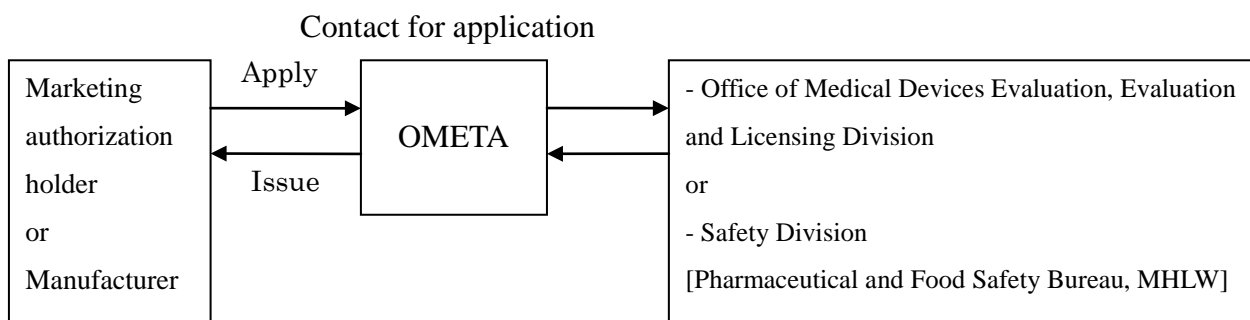 Contact for application
Marketing
authorization
holder
or
Manufacturer
Apply
Issue
OMETA
- Office of Medical Devices Evaluation, Evaluation
and Licensing Division
or
- Safety Division
[Pharmaceutical and Food Safety Bureau, MHLW]